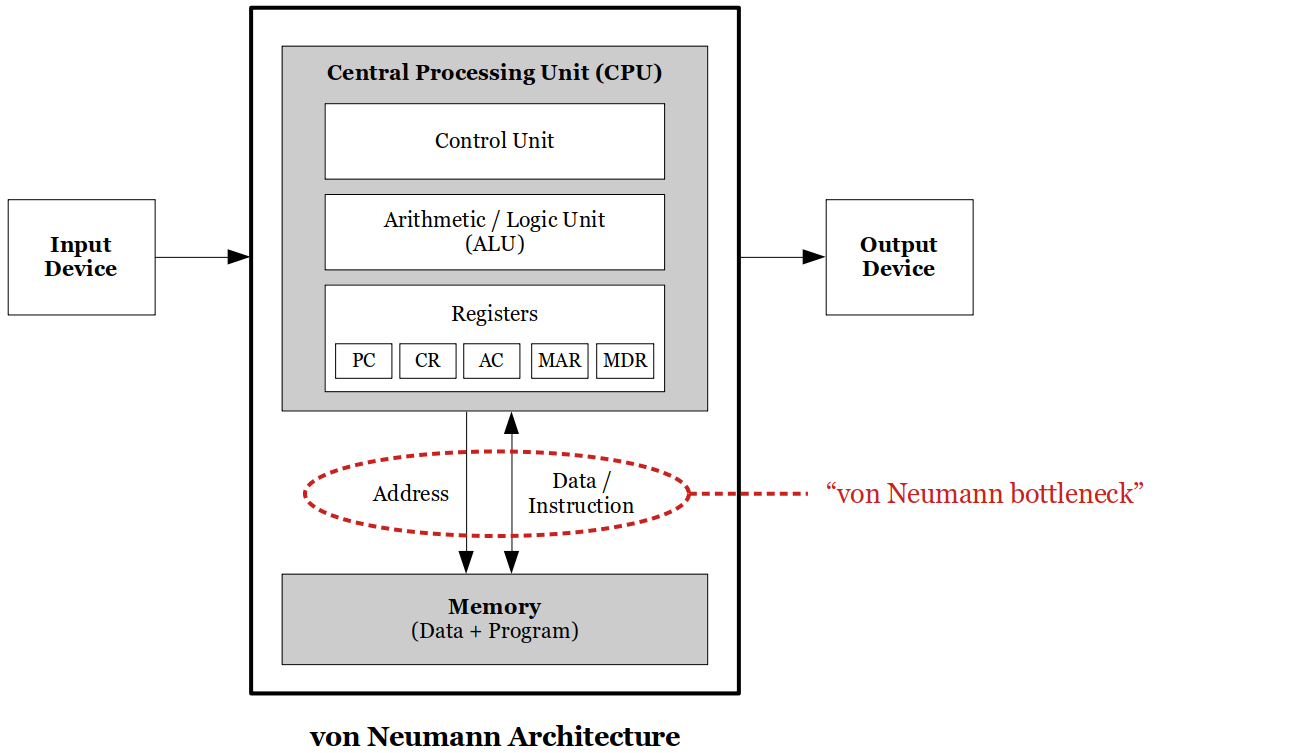 Central Processing Unit (CPU)
Control Unit
Arithmetic / Logic Unit
(ALU)
Registers
PC
CR
AC
MAR
MDR
Input
Device
Output
Device
Address
Data /
Instruction
“von Neumann bottleneck”
Memory
(Data + Program)
von Neumann Architecture